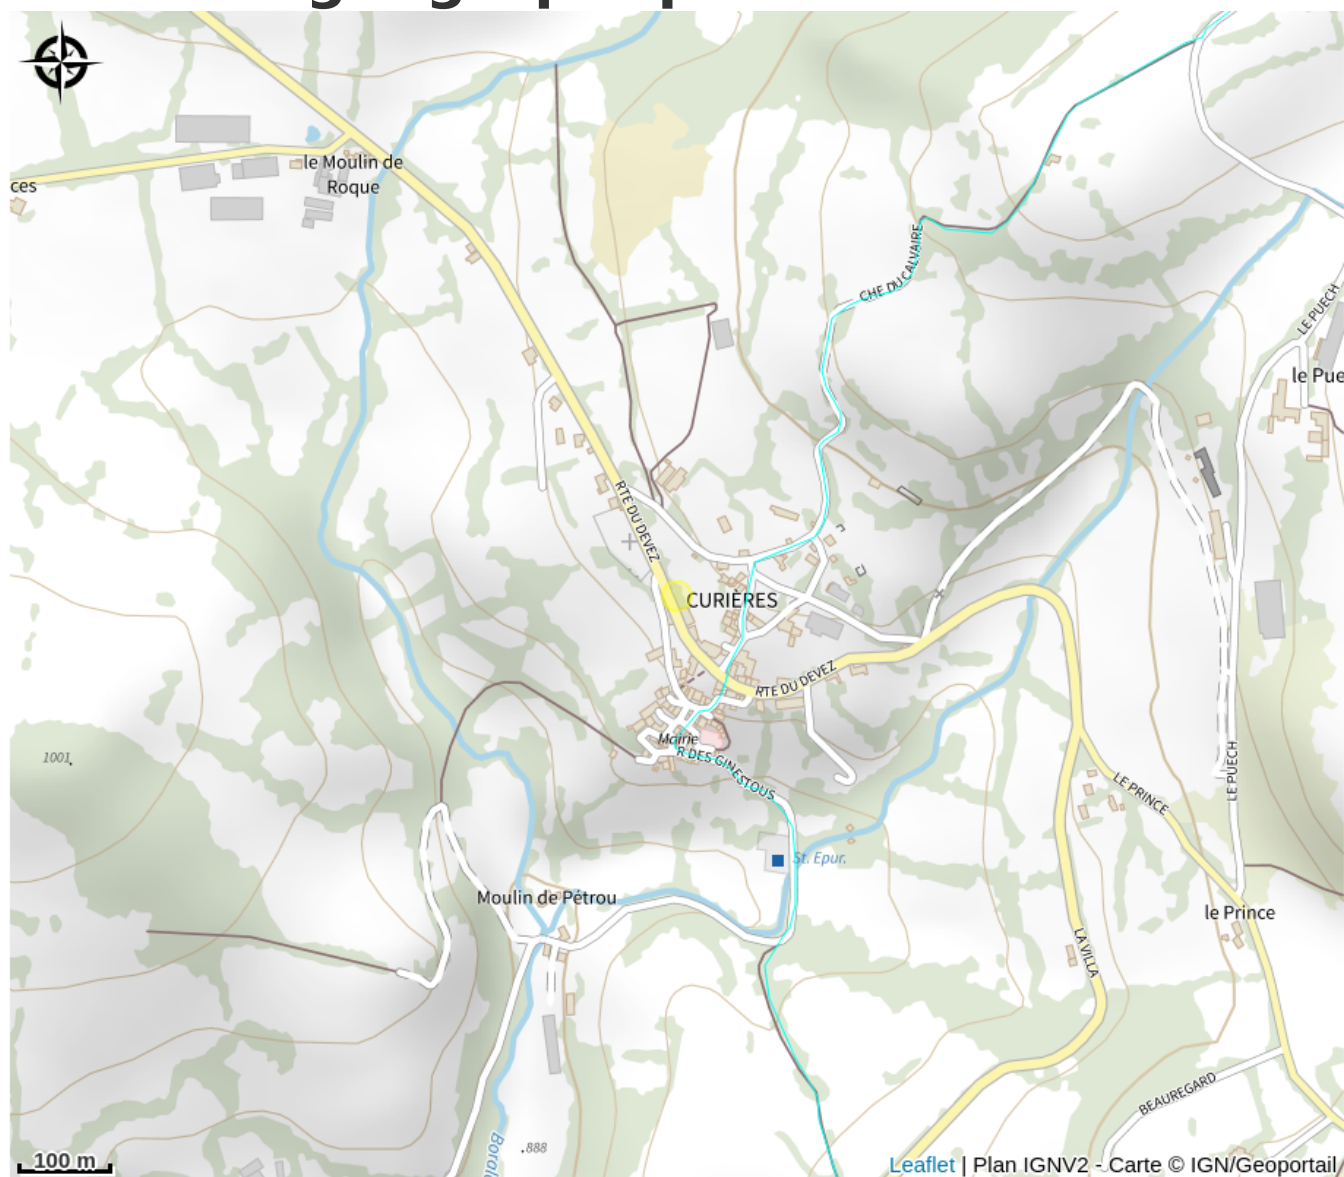 le Moulin de
Roque
ces
CHE DU CALVAIRE
LE PUECH
le Pue
RTE DU DEVEZ
CURIÈRES
RTE DU DEVEZ
Mairie
R DES GINESTOUS
1001
LE PUECH
LE PRINCE
St. Epur.
Moulin de Pétrou
le Prince
LA VILLA
BEAUREGARD
888
Borald
100 m
Leaflet | Plan IGNV2 - Carte © IGN/Geoportail